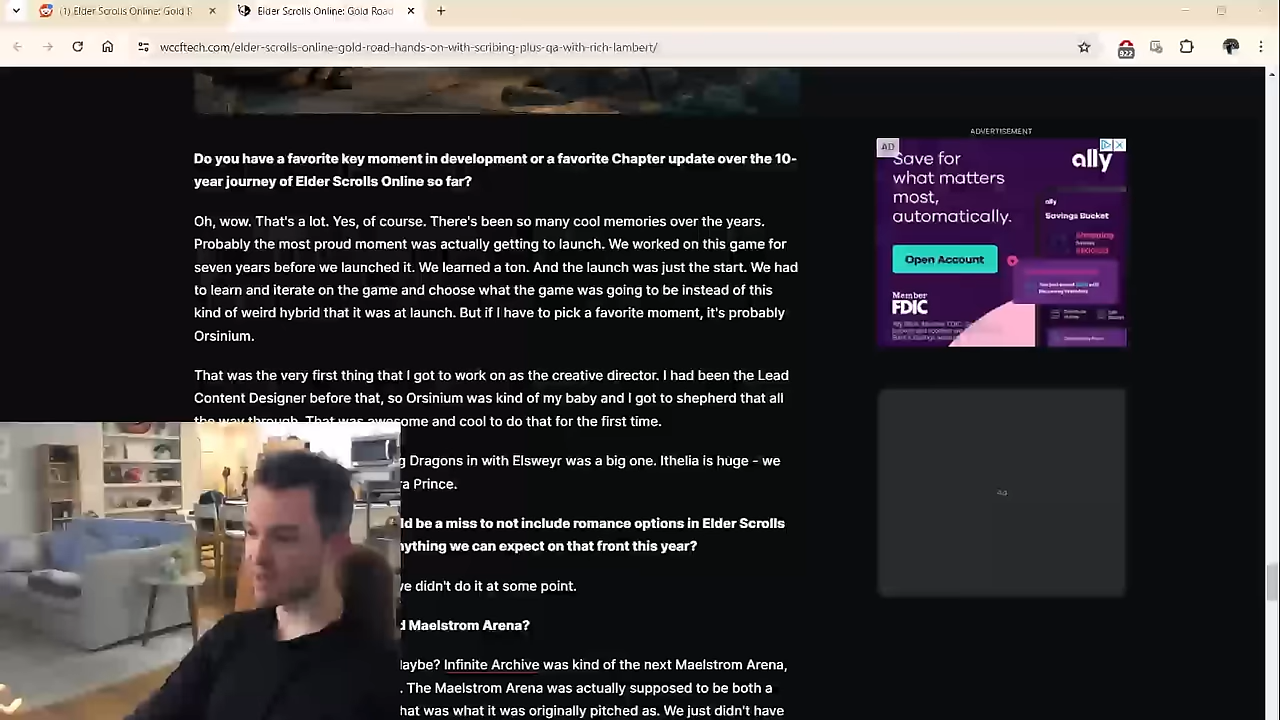 (1) Elder Scrolls Online: Gold R
Elder Scrolls Online: Gold Road
wccftech.com/elder-scrolls-online-gold-road-hands-on-with-scribing-plus-qa-with-rich-lambert/
922
Do you have a favorite key moment in development or a favorite Chapter update over the 10-
year journey of Elder Scrolls Online so far?
Oh, wow. That's a lot. Yes, of course. There's been so many cool memories over the years.
Probably the most proud moment was actually getting to launch. We worked on this game for
seven years before we launched it. We learned a ton. And the launch was just the start. We had
to learn and iterate on the game and choose what the game was going to be instead of this
kind of weird hybrid that it was at launch. But if I have to pick a favorite moment, it's probably
Orsinium.
That was the very first thing that I got to work on as the creative director. I had been the Lead
Content Designer before that, so Orsinium was kind of my baby and I got to shepherd that all
the way through. That was awesome and cool to do that for the first time.
g Dragons in with Elsweyr was a big one. Ithelia is huge - we
ra Prince.
ld be a miss to not include romance options in Elder Scrolls
nything we can expect on that front this year?
ve didn't do it at some point.
d Maelstrom Arena?
laybe? Infinite Archive was kind of the next Maelstrom Arena,
. The Maelstrom Arena was actually supposed to be both a
hat was what it was originally pitched as. We just didn't have
ADVERTISEMENT
AD
Save for
what matters
most,
automatically.
ally
Open Account
Member
FDIC
ally
Savings Bucket
Ad